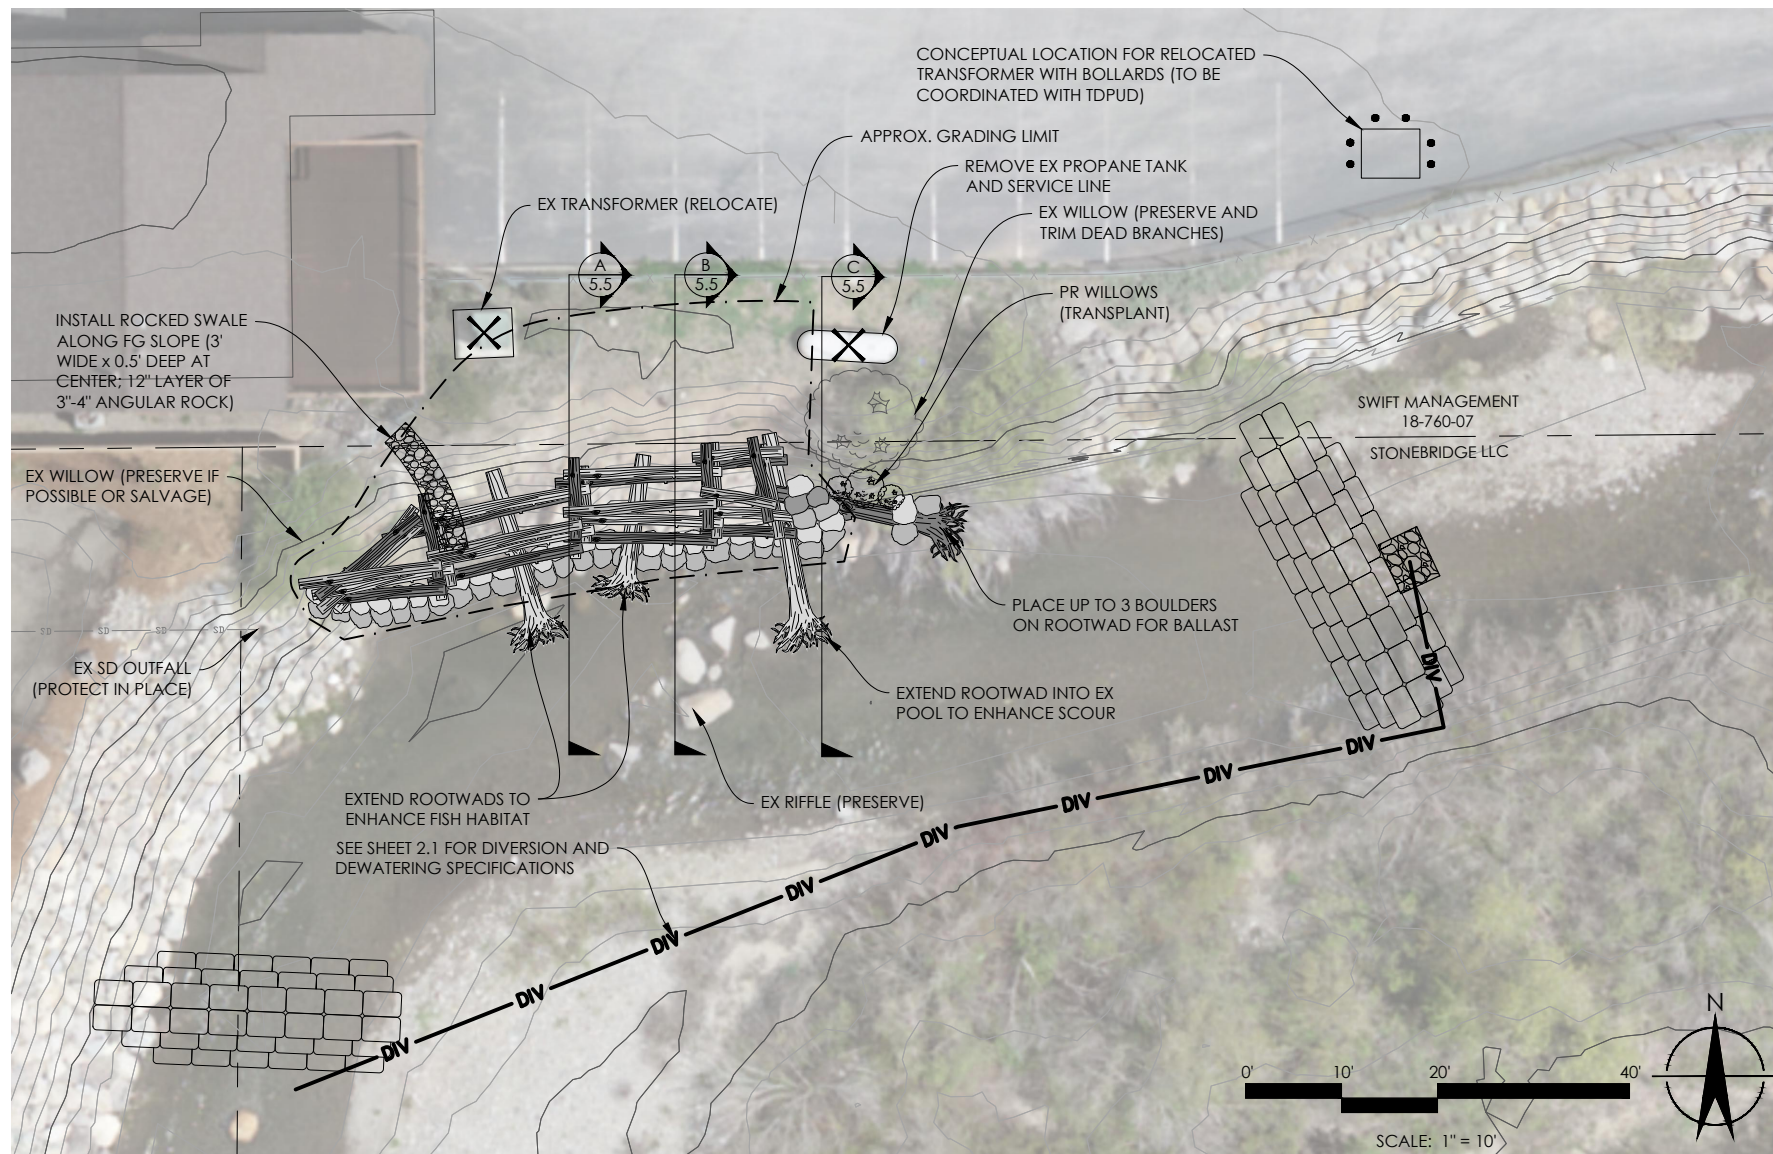 CONCEPTUAL LOCATION FOR RELOCATED
TRANSFORMER WITH BOLLARDS (TO BE
COORDINATED WITH TDPUD)
APPROX. GRADING LIMIT
REMOVE EX PROPANE TANK
AND SERVICE LINE
EX TRANSFORMER (RELOCATE)
EX WILLOW (PRESERVE AND
TRIM DEAD BRANCHES)
A
5.5
B
5.5
C
5.5
PR WILLOWS
(TRANSPLANT)
INSTALL ROCKED SWALE
ALONG FG SLOPE (3'
WIDE x 0.5' DEEP AT
CENTER; 12" LAYER OF
3"-4" ANGULAR ROCK)
SWIFT MANAGEMENT
18-760-07
STONEBRIDGE LLC
EX WILLOW (PRESERVE IF
POSSIBLE OR SALVAGE)
PLACE UP TO 3 BOULDERS
ON ROOTWAD FOR BALLAST
SD SD SD SD
EX SD OUTFALL
(PROTECT IN PLACE)
DIV
EXTEND ROOTWAD INTO EX
POOL TO ENHANCE SCOUR
DIV
DIV
EXTEND ROOTWADS TO
ENHANCE FISH HABITAT
EX RIFFLE (PRESERVE)
DIV
DIV
SEE SHEET 2.1 FOR DIVERSION AND
DEWATERING SPECIFICATIONS
DIV
DIV
DIV
DIV
N
0' 10' 20' 40'
SCALE: 1" = 10'